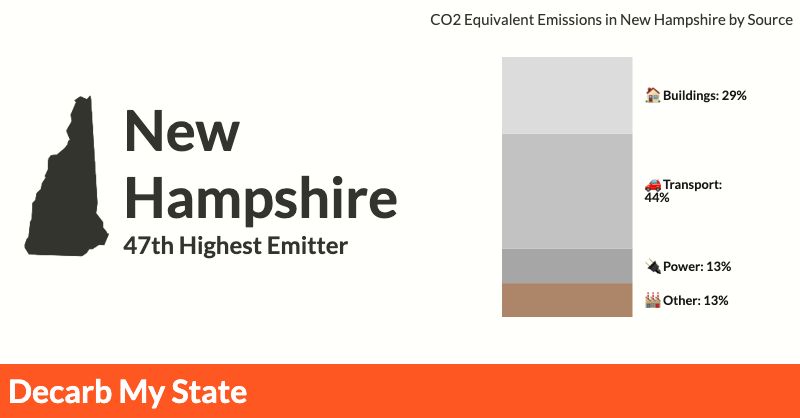 CO2 Equivalent Emissions in New Hampshire by Source
New
Hampshire
47th Highest Emitter
Buildings: 29%
Transport:
44%
Power: 13%
Other: 13%
Decarb My State